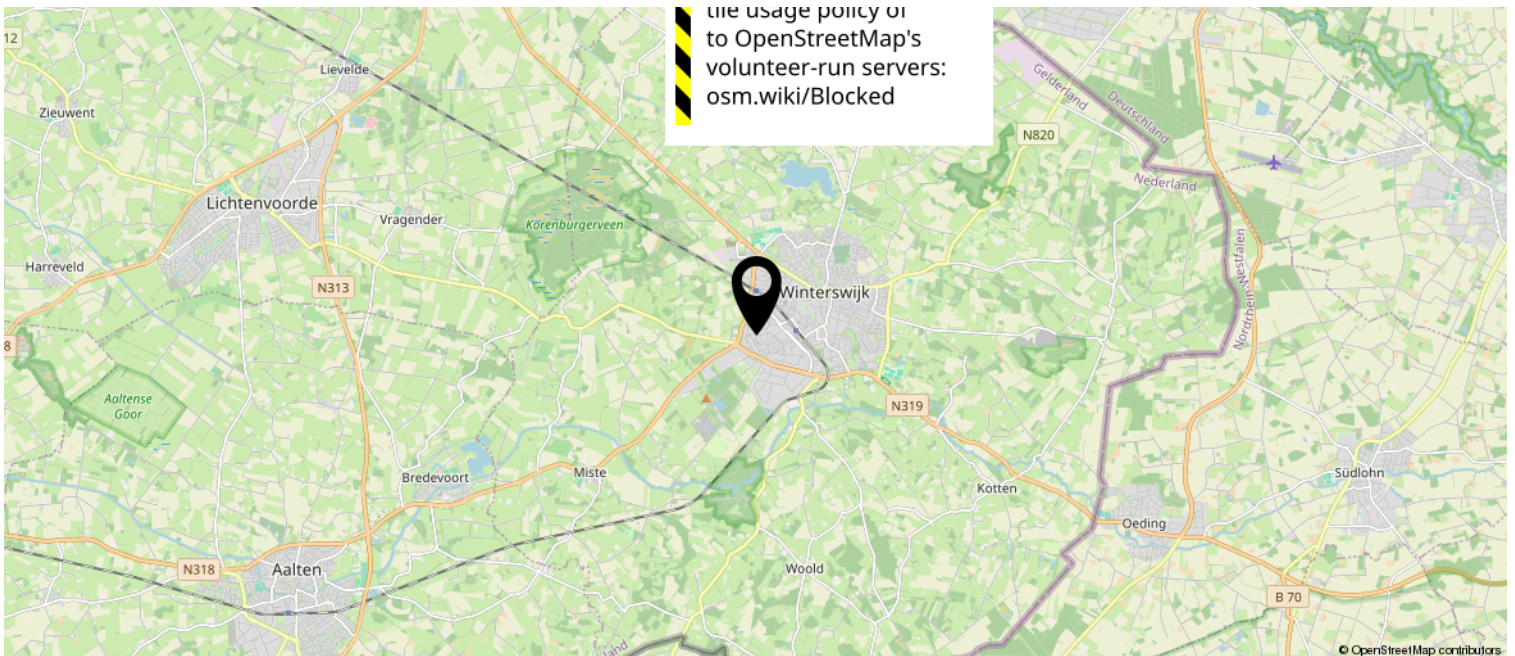 tile usage policy of
to OpenStreetMap's
volunteer-run servers:
osm.wiki/Blocked
12
Lievelde
Zieuwent
Gelderland
Deutschland
N820
Nederland
Lichtenvoorde
Vragender
Korenburgerveen
Harreveld
N313
Winterswijk
Nordrhein-Westfalen
8
Aaltense
Goor
N319
Bredevoort
Miste
Kotten
Südlohn
Oeding
N318
Aalten
Woold
B 70
land
© OpenStreetMap contributors